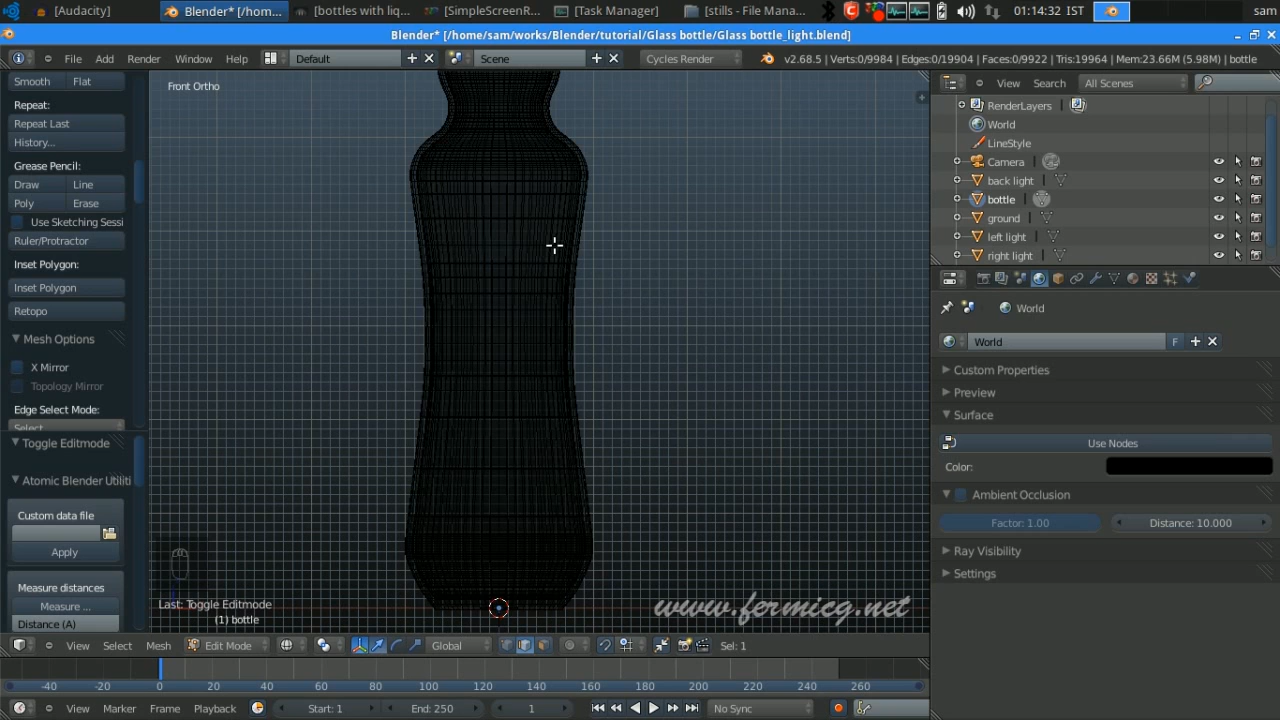 [Audacity] Blender* [/hom... [bottles with liq... [SimpleScreenR... [Task Manager] [stills - File Mana... 01:14:32 IST sam
Blender* [/home/sam/works/Blender/tutorial/Glass bottle/Glass bottle_light.blend]
File Add Render Window Help Default Scene Cycles Render v2.68.5 | Verts:0/9984 | Edges:0/19904 | Faces:0/9922 | Tris:19964 | Mem:23.66M (5.98M) | bottle
Smooth Flat
Front Ortho
View Search All Scenes
Repeat:
RenderLayers
Repeat Last
World
History...
LineStyle
Grease Pencil:
Camera
Draw Line
back light
Poly Erase
bottle
Use Sketching Sessi
ground
Ruler/Protractor
left light
Inset Polygon:
right light
Inset Polygon
Retopo
World
Mesh Options
World F
X Mirror
Custom Properties
Topology Mirror
Preview
Edge Select Mode:
Surface
Select
Toggle Editmode
Use Nodes
Color:
Atomic Blender Utiliti
Ambient Occlusion
Custom data file
Factor: 1.00 Distance: 10.000
Apply
Ray Visibility
Settings
Measure distances
Measure ...
Last: Toggle Editmode
www.fermicg.net
Distance (A)
(1) bottle
View Select Mesh Edit Mode Global Sel: 1
-40 -20 0 20 40 60 80 100 120 140 160 180 200 220 240 260
View Marker Frame Playback Start: 1 End: 250 1 No Sync